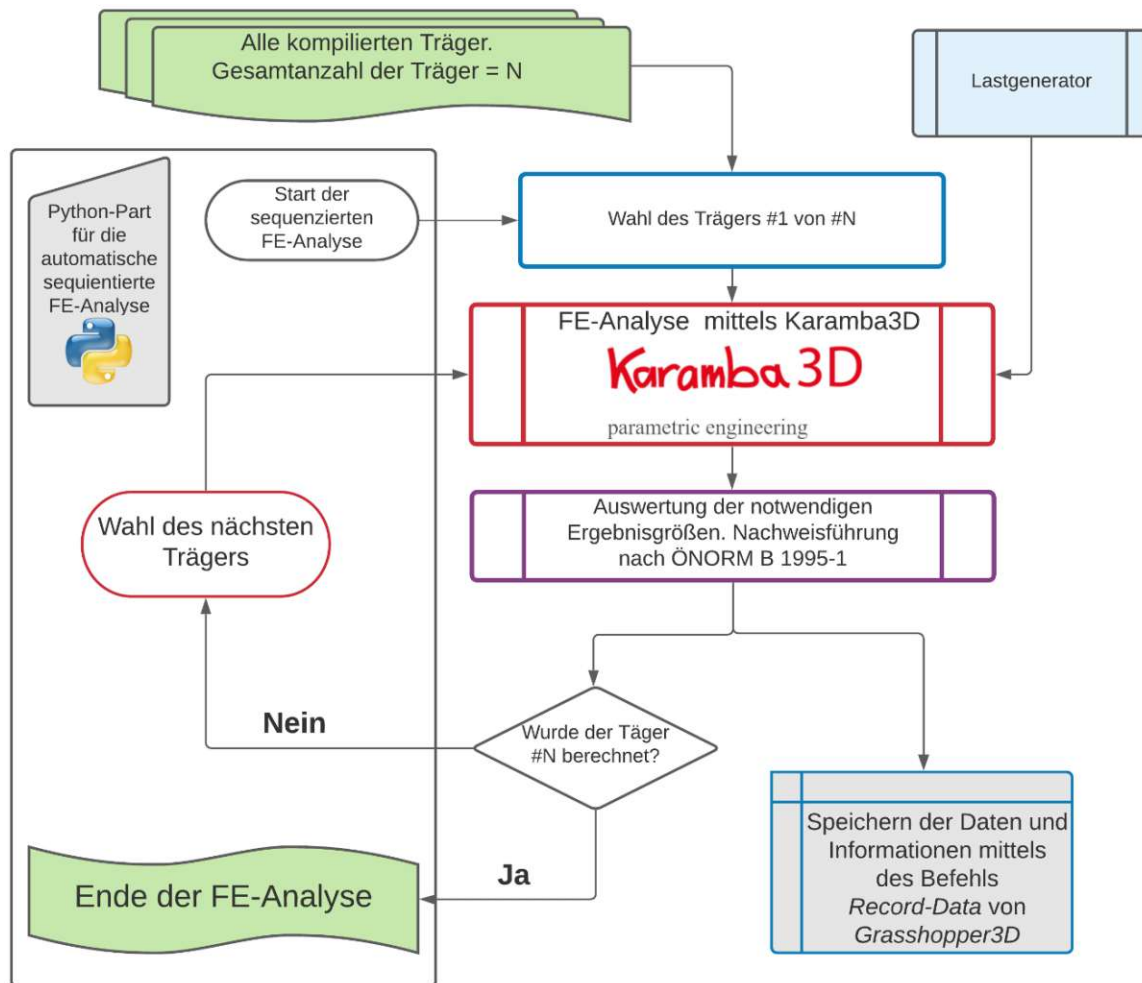 Alle kompilierten Träger.
Gesamtanzahl der Träger = N
Lastgenerator
Python-Part
für die
automatische
sequientierte
FE-Analyse
Start der
sequenzierten
FE-Analyse
Wahl des Trägers #1 von #N
FE-Analyse mittels Karamba3D
Karamba 3D
parametric engineering
Wahl des nächsten
Trägers
Auswertung der notwendigen
Ergebnisgrößen. Nachweisführung
nach ÖNORM B 1995-1
Nein
Wurde der Täger
#N berechnet?
Ja
Ende der FE-Analyse
Speichern der Daten und
Informationen mittels
des Befehls
Record-Data von
Grasshopper3D